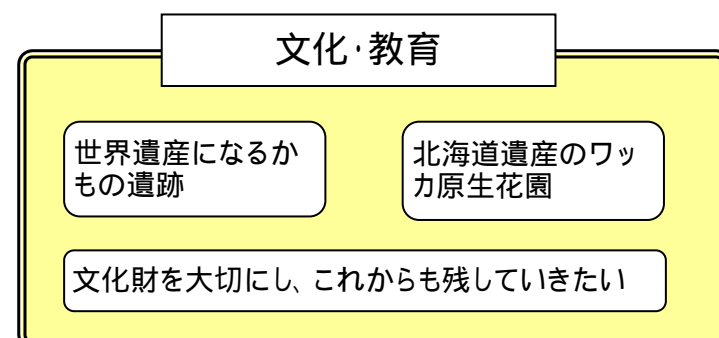 文化・教育
世界遺産になるか
もの遺跡
北海道遺産のワッ
カ原生花園
文化財を大切にし、これからも残していきたい